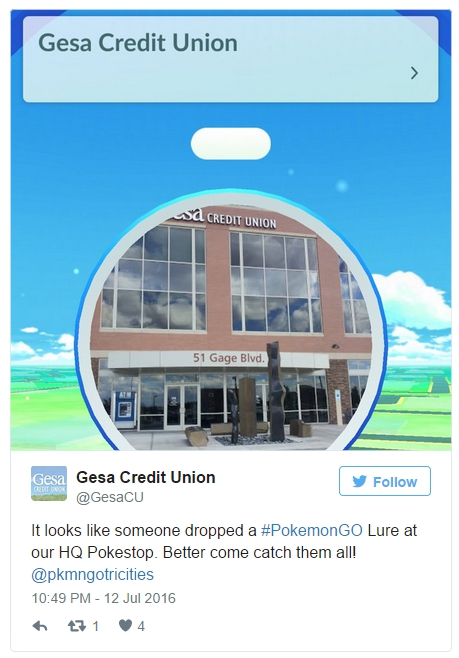 Gesa Credit Union
esa CREDIT UNION
51 Gage Blvd.
ATM
Gesa
CREDIT UNION
Gesa Credit Union
@GesaCU
Follow
It looks like someone dropped a #PokemonGO Lure at
our HQ Pokestop. Better come catch them all!
@pkmngotricities
10:49 PM - 12 Jul 2016
1
4